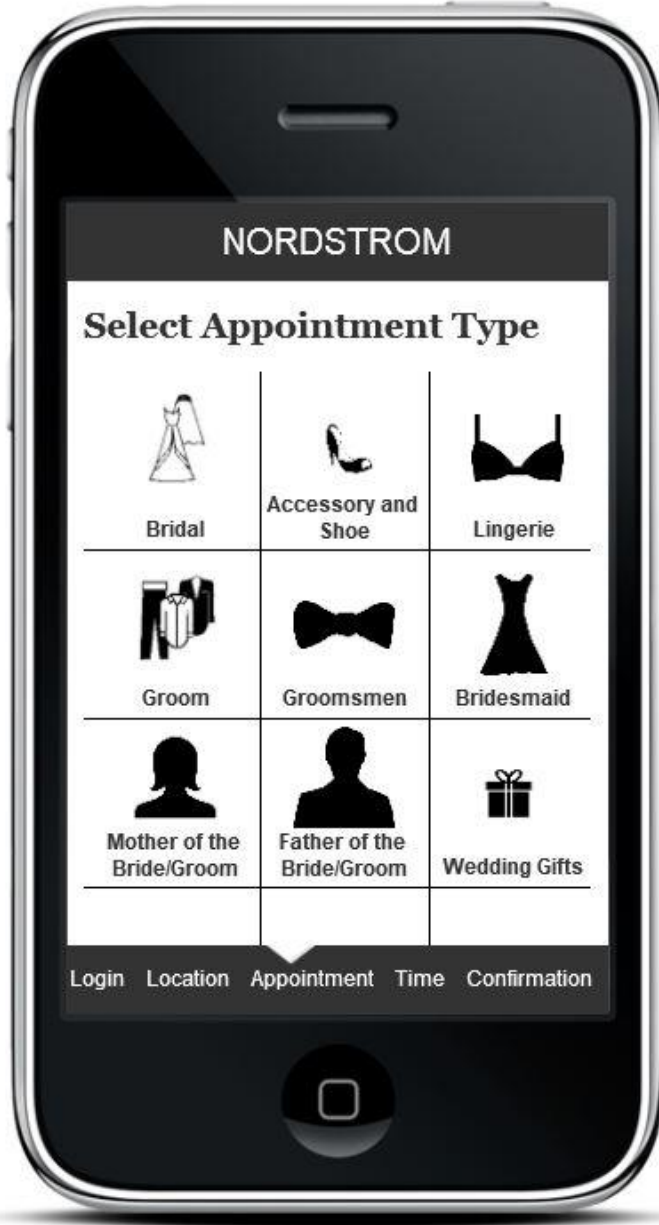 NORDSTROM
Select Appointment Type
Bridal
Accessory and
Shoe
Lingerie
Groom
Groomsmen
Bridesmaid
Mother of the
Bride/Groom
Father of the
Bride/Groom
Wedding Gifts
Login Location Appointment Time Confirmation